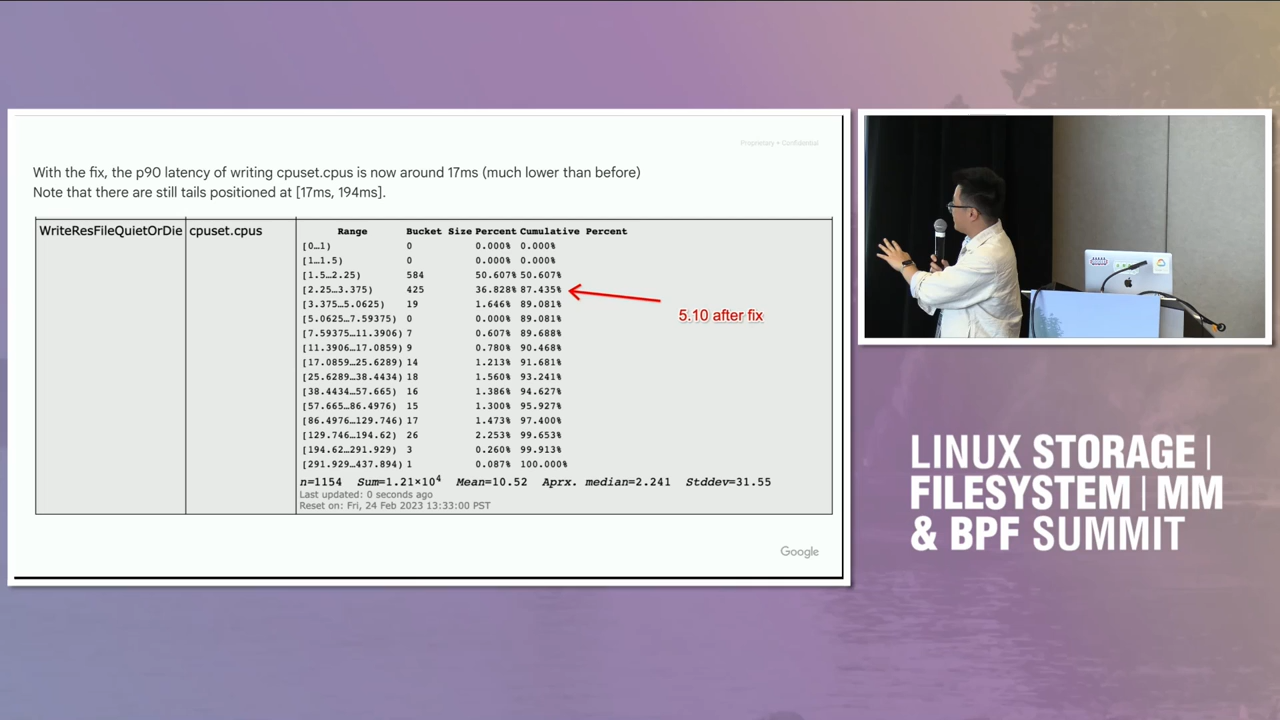 Proprietary • Confidential
With the fix, the p90 latency of writing cpuset.cpus is now around 17ms (much lower than before)
Note that there are still tails positioned at [17ms, 194ms].
WriteResFileQuietOrDie cpuset.cpus
Range Bucket Size Percent Cumulative Percent
[0…1) 0 0.000% 0.000%
[1…1.5) 0 0.000% 0.000%
[1.5…2.25) 584 50.607% 50.607%
[2.25…3.375) 425 36.828% 87.435%
[3.375…5.0625) 19 1.646% 89.081%
[5.0625…7.59375) 0 0.000% 89.081%
[7.59375…11.3906) 7 0.607% 89.688%
[11.3906…17.0859) 9 0.780% 90.468%
[17.0859…25.6289) 14 1.213% 91.681%
[25.6289…38.4434) 18 1.560% 93.241%
[38.4434…57.665) 16 1.386% 94.627%
[57.665…86.4976) 15 1.300% 95.927%
[86.4976…129.746) 17 1.473% 97.400%
[129.746…194.62) 26 2.253% 99.653%
[194.62…291.929) 3 0.260% 99.913%
[291.929…437.894) 1 0.087% 100.000%
5.10 after fix
n=1154 Sum=1.21×10⁴ Mean=10.52 Aprx. median=2.241 Stddev=31.55
Last updated: 0 seconds ago
Reset on: Fri, 24 Feb 2023 13:33:00 PST
Google
LINUX STORAGE |
FILESYSTEM | MM
& BPF SUMMIT